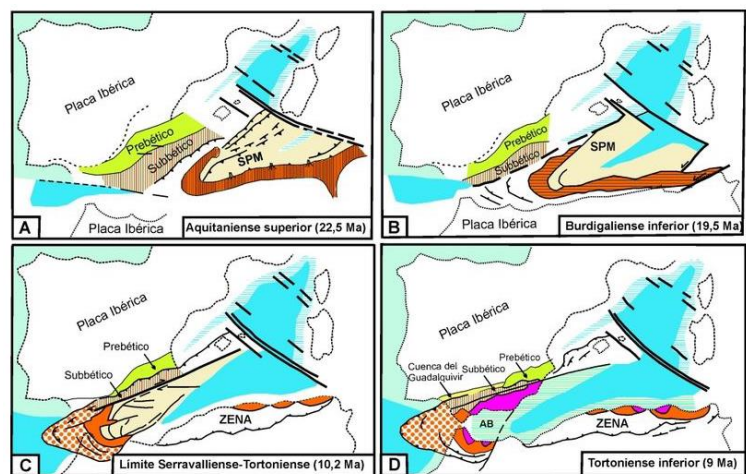 Placa Ibérica
Prebético
Subbético
SPM
Placa Ibérica
A
Aquitaniense superior (22,5 Ma)
Placa Ibérica
Prebético
Subbético
SPM
Placa Ibérica
B
Burdigaliense inferior (19,5 Ma)
Placa Ibérica
Prebético
Subbético
ZENA
C
Límite Serravalliense-Tortoniense (10,2 Ma)
Placa Ibérica
Cuenca del
Guadalquivir
Subbético
Prebético
AB
ZENA
D
Tortoniense inferior (9 Ma)